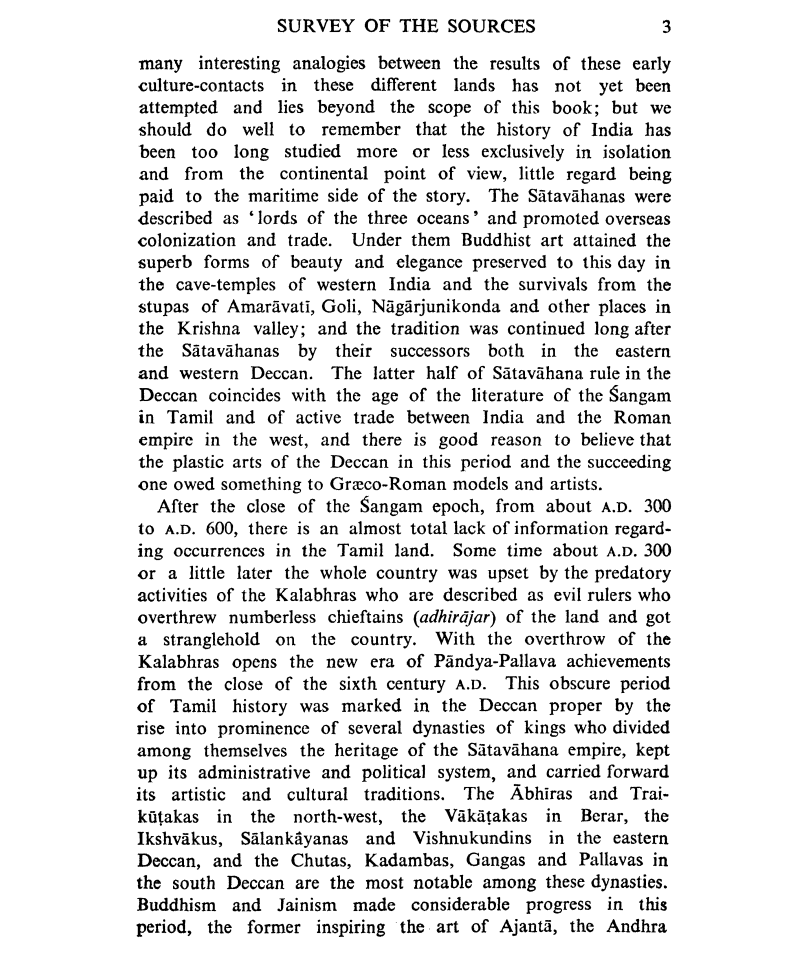 SURVEY OF THE SOURCES 3
many interesting analogies between the results of these early
culture-contacts in these different lands has not yet been
attempted and lies beyond the scope of this book; but we
should do well to remember that the history of India has
been too long studied more or less exclusively in isolation
and from the continental point of view, little regard being
paid to the maritime side of the story. The Sātavāhanas were
described as ‘lords of the three oceans’ and promoted overseas
colonization and trade. Under them Buddhist art attained the
superb forms of beauty and elegance preserved to this day in
the cave-temples of western India and the survivals from the
stupas of Amarāvatī, Goli, Nāgārjunikonda and other places in
the Krishna valley; and the tradition was continued long after
the Sātavāhanas by their successors both in the eastern
and western Deccan. The latter half of Sātavāhana rule in the
Deccan coincides with the age of the literature of the Śangam
in Tamil and of active trade between India and the Roman
empire in the west, and there is good reason to believe that
the plastic arts of the Deccan in this period and the succeeding
one owed something to Græco-Roman models and artists.
After the close of the Śangam epoch, from about A.D. 300
to A.D. 600, there is an almost total lack of information regard-
ing occurrences in the Tamil land. Some time about A.D. 300
or a little later the whole country was upset by the predatory
activities of the Kalabhras who are described as evil rulers who
overthrew numberless chieftains (adhirājar) of the land and got
a stranglehold on the country. With the overthrow of the
Kalabhras opens the new era of Pāndya-Pallava achievements
from the close of the sixth century A.D. This obscure period
of Tamil history was marked in the Deccan proper by the
rise into prominence of several dynasties of kings who divided
among themselves the heritage of the Sātavāhana empire, kept
up its administrative and political system, and carried forward
its artistic and cultural traditions. The Ābhīras and Trai-
kūṭakas in the north-west, the Vākāṭakas in Berar, the
Ikshvākus, Sālankāyanas and Vishnukundins in the eastern
Deccan, and the Chutas, Kadambas, Gangas and Pallavas in
the south Deccan are the most notable among these dynasties.
Buddhism and Jainism made considerable progress in this
period, the former inspiring the art of Ajantā, the Andhra